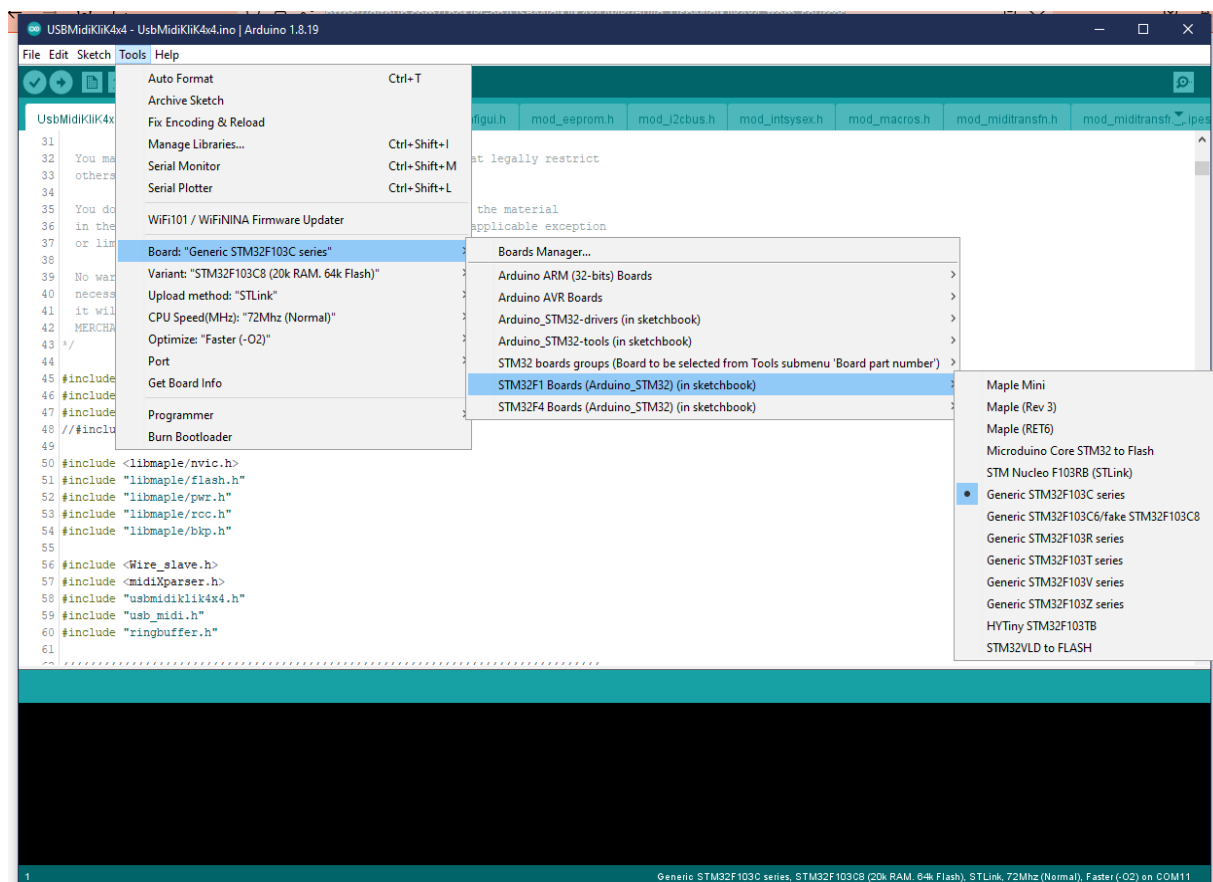 USBMidiKliK4x4 - UsbMidiKliK4x4.ino | Arduino 1.8.19
File Edit Sketch Tools Help
UsbMidiKliK4x
figui.h
mod_eeprom.h
mod_i2cbus.h
mod_intsysex.h
mod_macros.h
mod_miditransfn.h
mod_miditransfr
.ipes
Auto Format Ctrl+T
Archive Sketch
Fix Encoding & Reload
Manage Libraries... Ctrl+Shift+I
Serial Monitor Ctrl+Shift+M
Serial Plotter Ctrl+Shift+L
WiFi101 / WiFiNINA Firmware Updater
Board: "Generic STM32F103C series"
Variant: "STM32F103C8 (20k RAM. 64k Flash)"
Upload method: "STLink"
CPU Speed(MHz): "72Mhz (Normal)"
Optimize: "Faster (-O2)"
Port
Get Board Info
Programmer
Burn Bootloader
Boards Manager...
Arduino ARM (32-bits) Boards
Arduino AVR Boards
Arduino_STM32-drivers (in sketchbook)
Arduino_STM32-tools (in sketchbook)
STM32 boards groups (Board to be selected from Tools submenu 'Board part number')
STM32F1 Boards (Arduino_STM32) (in sketchbook)
STM32F4 Boards (Arduino_STM32) (in sketchbook)
Maple Mini
Maple (Rev 3)
Maple (RET6)
Microduino Core STM32 to Flash
STM Nucleo F103RB (STLink)
Generic STM32F103C series
Generic STM32F103C6/fake STM32F103C8
Generic STM32F103R series
Generic STM32F103T series
Generic STM32F103V series
Generic STM32F103Z series
HYTiny STM32F103TB
STM32VLD to FLASH
31
32 You ma at legally restrict
33 others
34
35 You do the material
36 in the applicable exception
37 or lim
38
39 No war
40 necess
41 it wil
42 MERCHA
43 */
44
45 #include
46 #include
47 #include
48 //#inclu
49
50 #include <libmaple/nvic.h>
51 #include "libmaple/flash.h"
52 #include "libmaple/pwr.h"
53 #include "libmaple/rcc.h"
54 #include "libmaple/bkp.h"
55
56 #include <Wire_slave.h>
57 #include <midiXparser.h>
58 #include "usbmidiklik4x4.h"
59 #include "usb_midi.h"
60 #include "ringbuffer.h"
61
1
Generic STM32F103C series, STM32F103C8 (20k RAM. 64k Flash), STLink, 72Mhz (Normal), Faster (-O2) on COM11